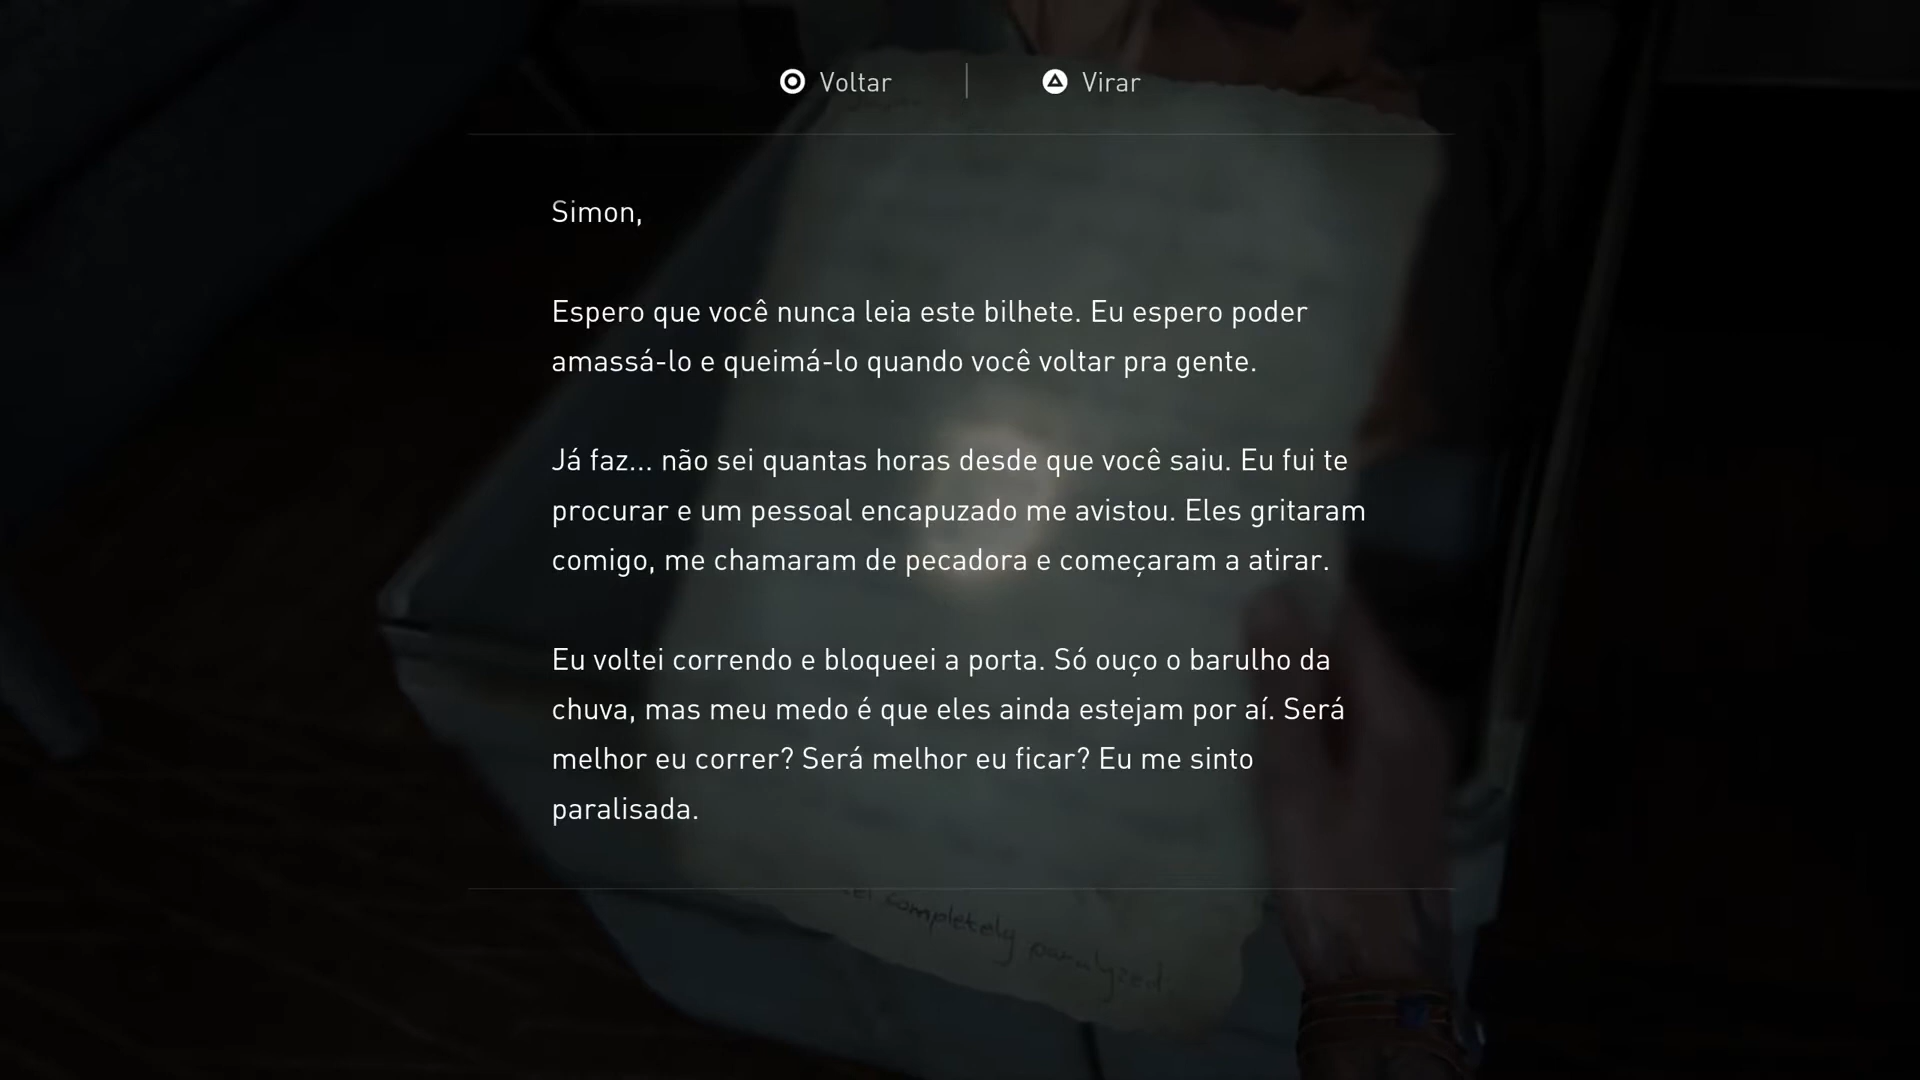 Voltar
Virar
Simon,
Espero que você nunca leia este bilhete. Eu espero poder
amassá-lo e queimá-lo quando você voltar pra gente.
Já faz... não sei quantas horas desde que você saiu. Eu fui te
procurar e um pessoal encapuzado me avistou. Eles gritaram
comigo, me chamaram de pecadora e começaram a atirar.
Eu voltei correndo e bloqueei a porta. Só ouço o barulho da
chuva, mas meu medo é que eles ainda estejam por aí. Será
melhor eu correr? Será melhor eu ficar? Eu me sinto
paralisada.
completely paralyzed